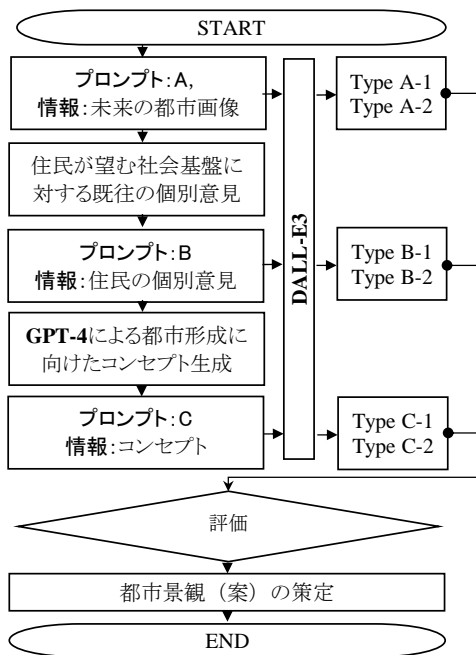 START
プロンプト:A,
情報:未来の都市画像
Type A-1
Type A-2
住民が望む社会基盤に
対する既往の個別意見
DALL-E3
プロンプト:B
情報:住民の個別意見
Type B-1
Type B-2
GPT-4による都市形成に
向けたコンセプト生成
プロンプト:C
情報:コンセプト
Type C-1
Type C-2
評価
都市景観（案）の策定
END